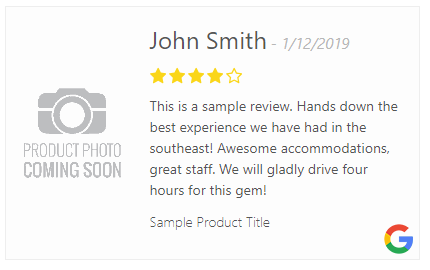 John Smith - 1/12/2019
This is a sample review. Hands down the
best experience we have had in the
southeast! Awesome accommodations,
great staff. We will gladly drive four
hours for this gem!
Sample Product Title
PRODUCT PHOTO
COMING SOON
G